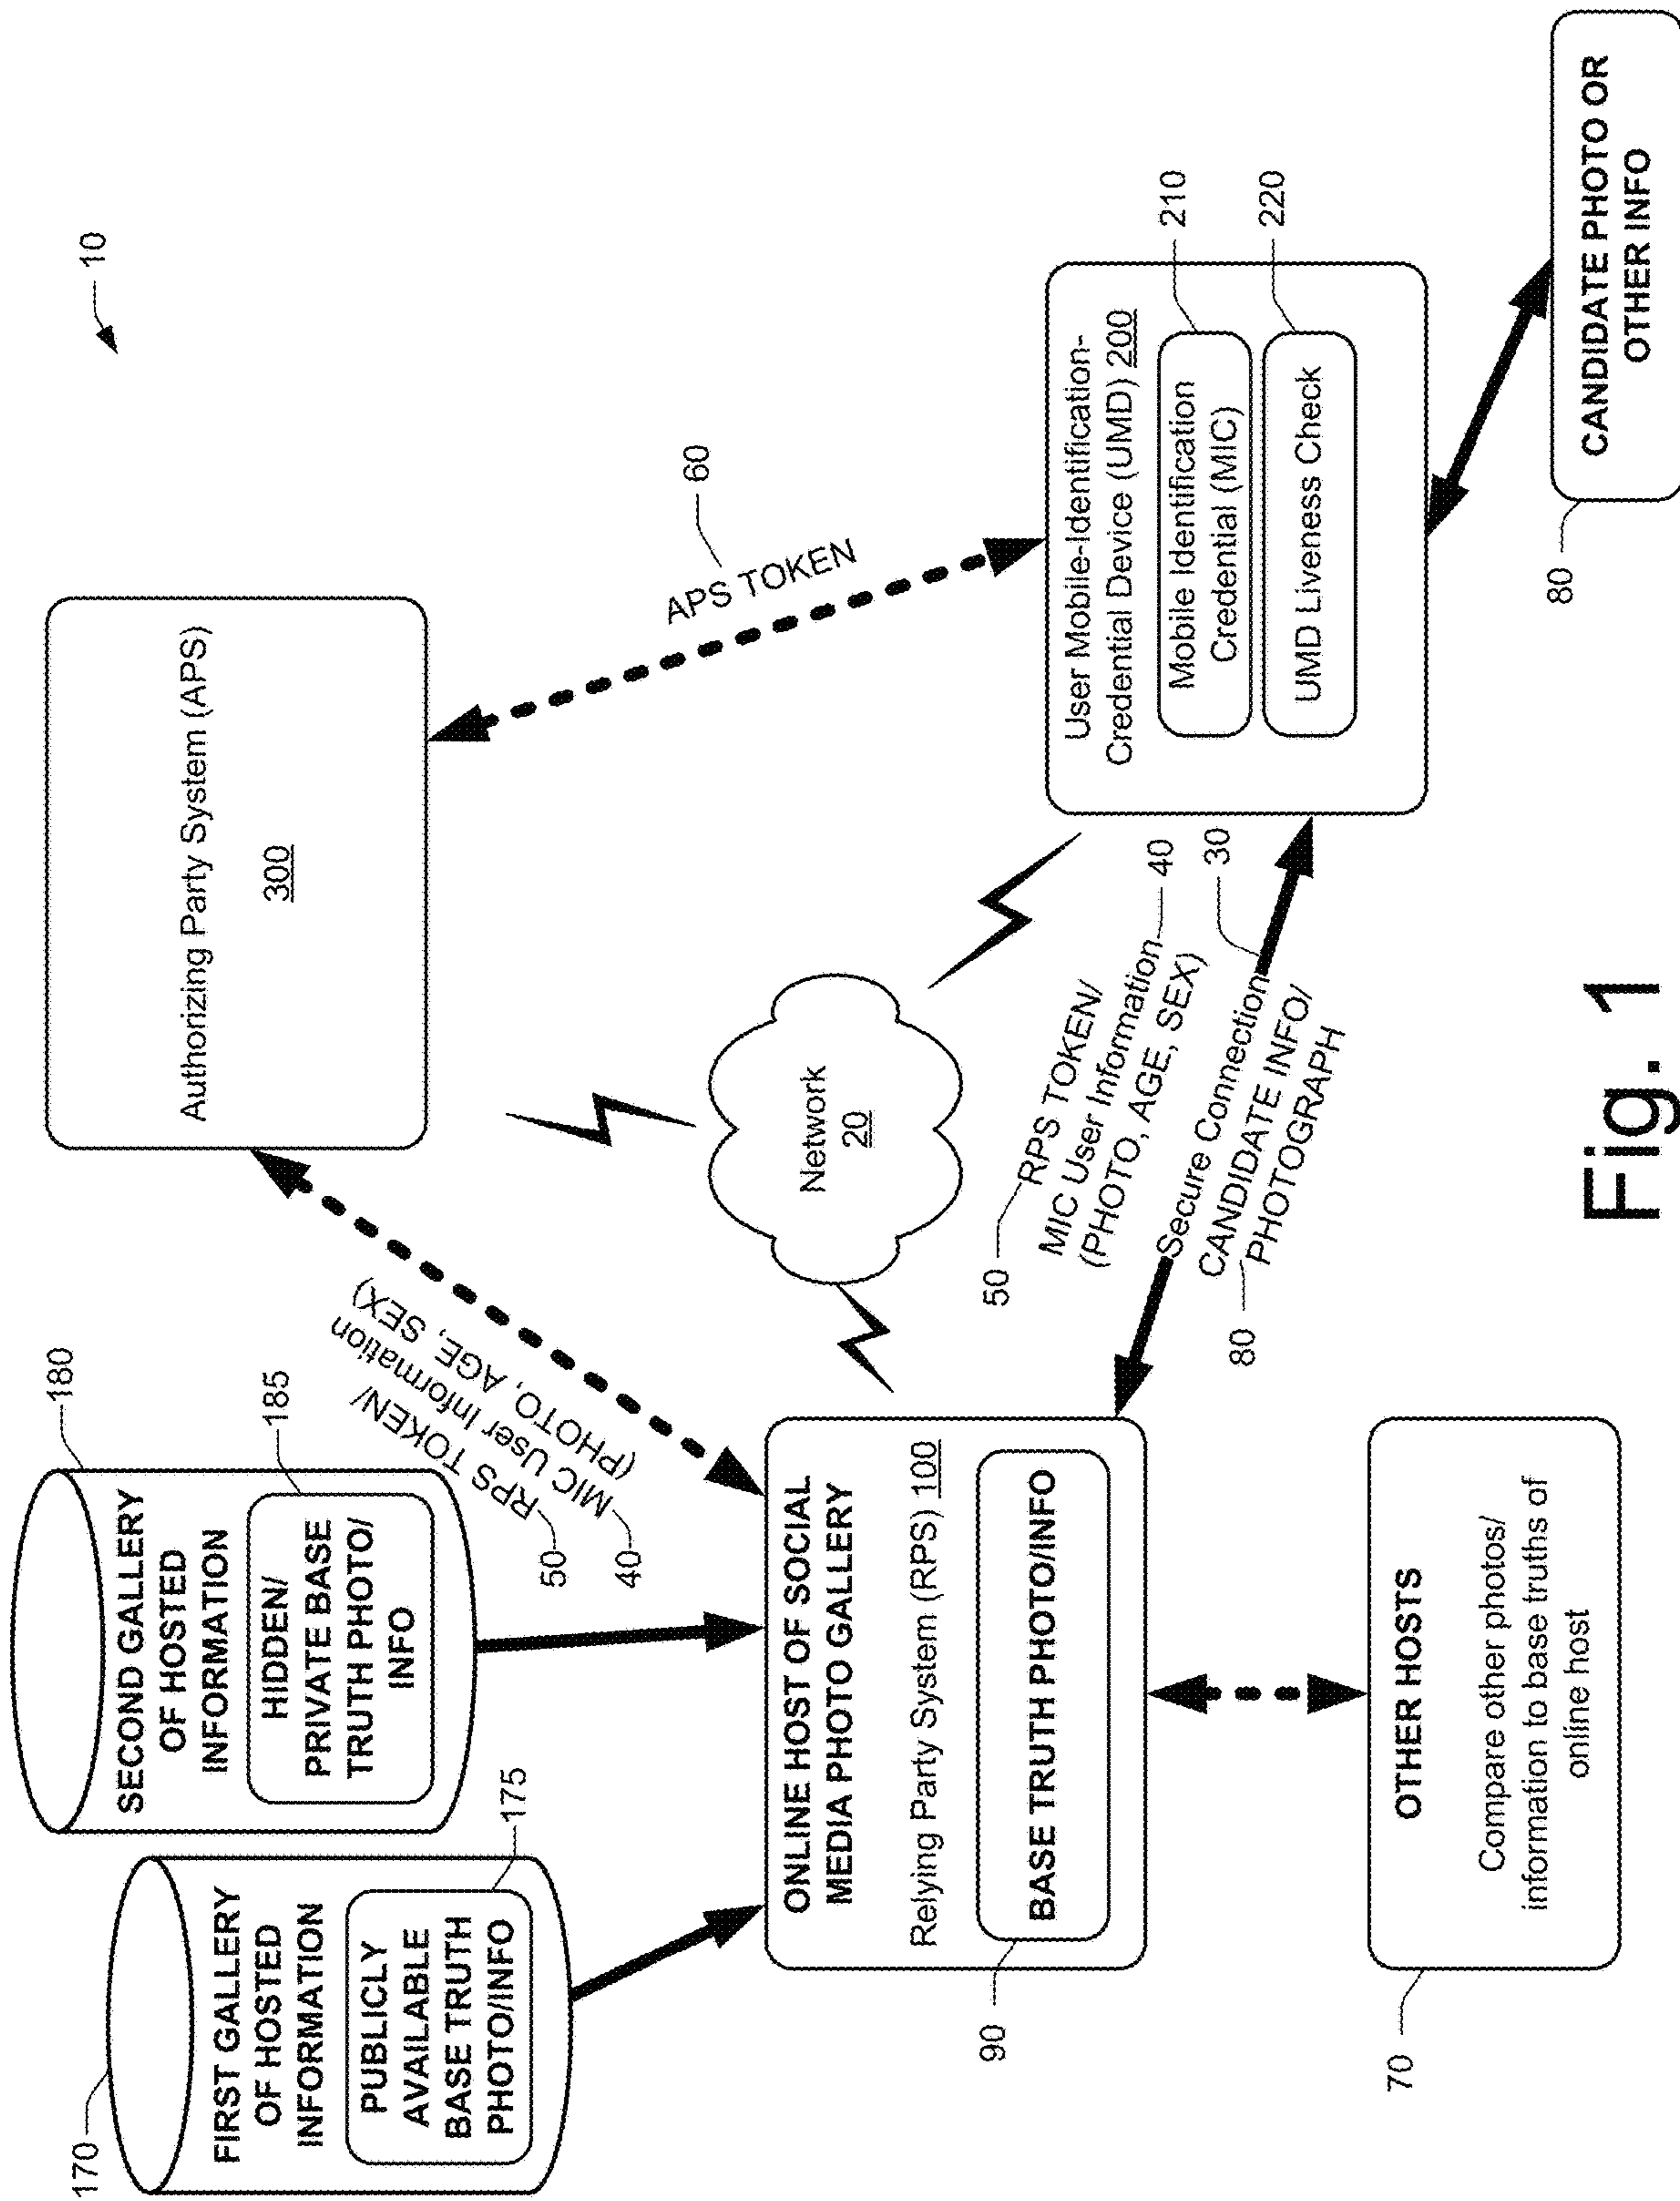 10
170
FIRST GALLERY
OF HOSTED
INFORMATION
PUBLICLY
AVAILABLE
BASE TRUTH
PHOTO/INFO
175
180
SECOND GALLERY
OF HOSTED
INFORMATION
HIDDEN/
PRIVATE BASE
TRUTH PHOTO/
INFO
185
Authorizing Party System (APS)
300
50
RPS TOKEN/
40
MIC User Information
(PHOTO, AGE, SEX)
60
APS TOKEN
Network
20
ONLINE HOST OF SOCIAL
MEDIA PHOTO GALLERY
Relying Party System (RPS) 100
BASE TRUTH PHOTO/INFO
90
50
RPS TOKEN/
MIC User Information
40
(PHOTO, AGE, SEX)
Secure Connection
30
CANDIDATE INFO/
80
PHOTOGRAPH
User Mobile-Identification-
Credential Device (UMD) 200
Mobile Identification
Credential (MIC)
210
UMD Liveness Check
220
70
OTHER HOSTS
Compare other photos/
information to base truths of
online host
80
CANDIDATE PHOTO OR
OTHER INFO
Fig. 1